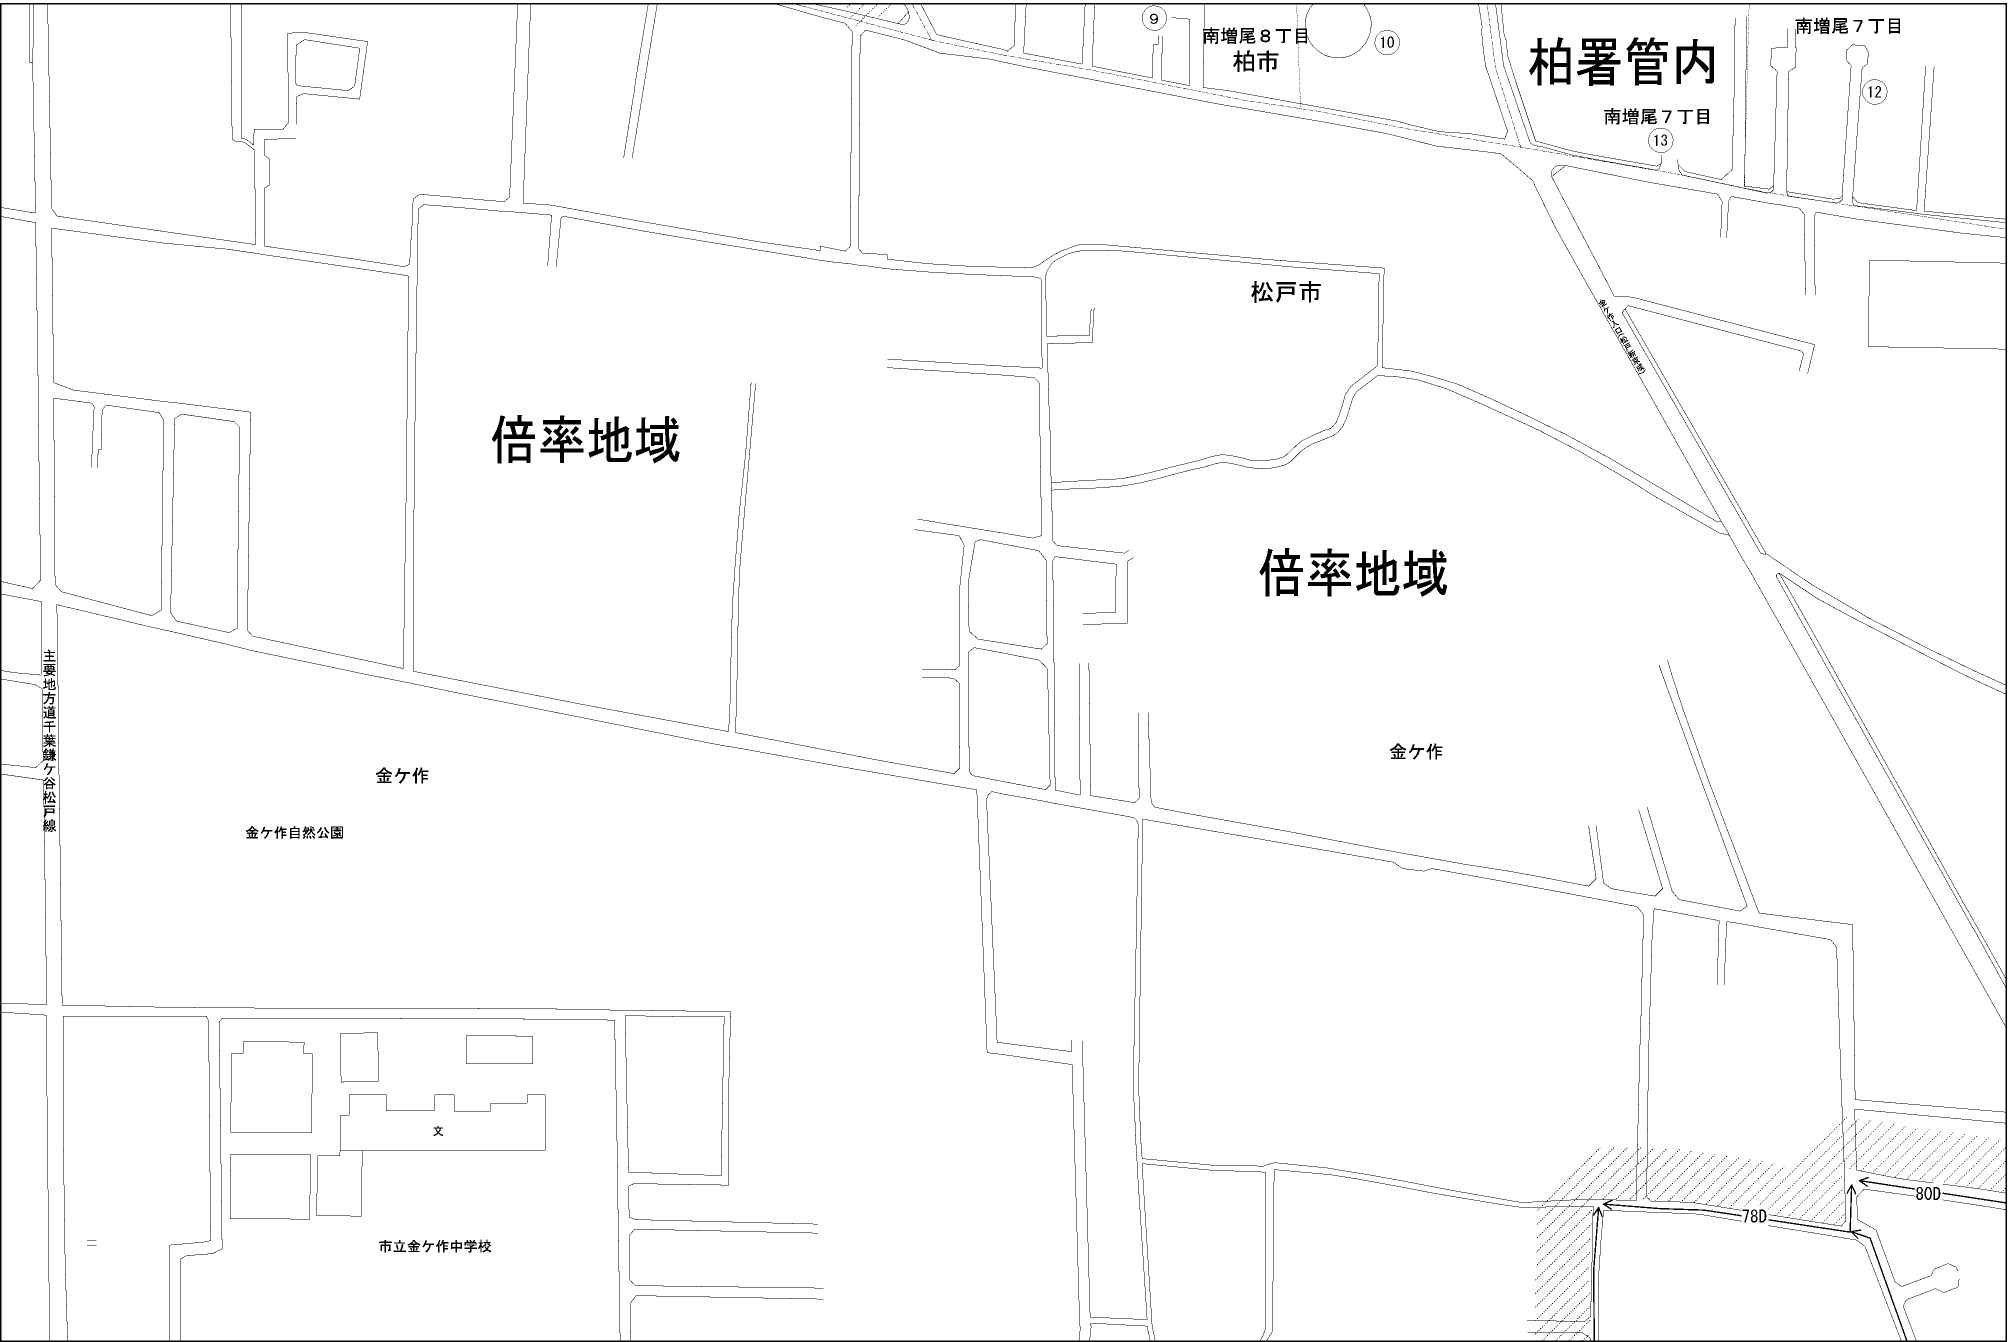 ⑨
南増尾８丁目
柏市
⑩
柏署管内
南増尾７丁目
⑫
南増尾７丁目
⑬
松戸市
倍率地域
倍率地域
主要地方道千葉鎌ケ谷松戸線
金ケ作
金ケ作
金ケ作自然公園
文
市立金ケ作中学校
80D
78D